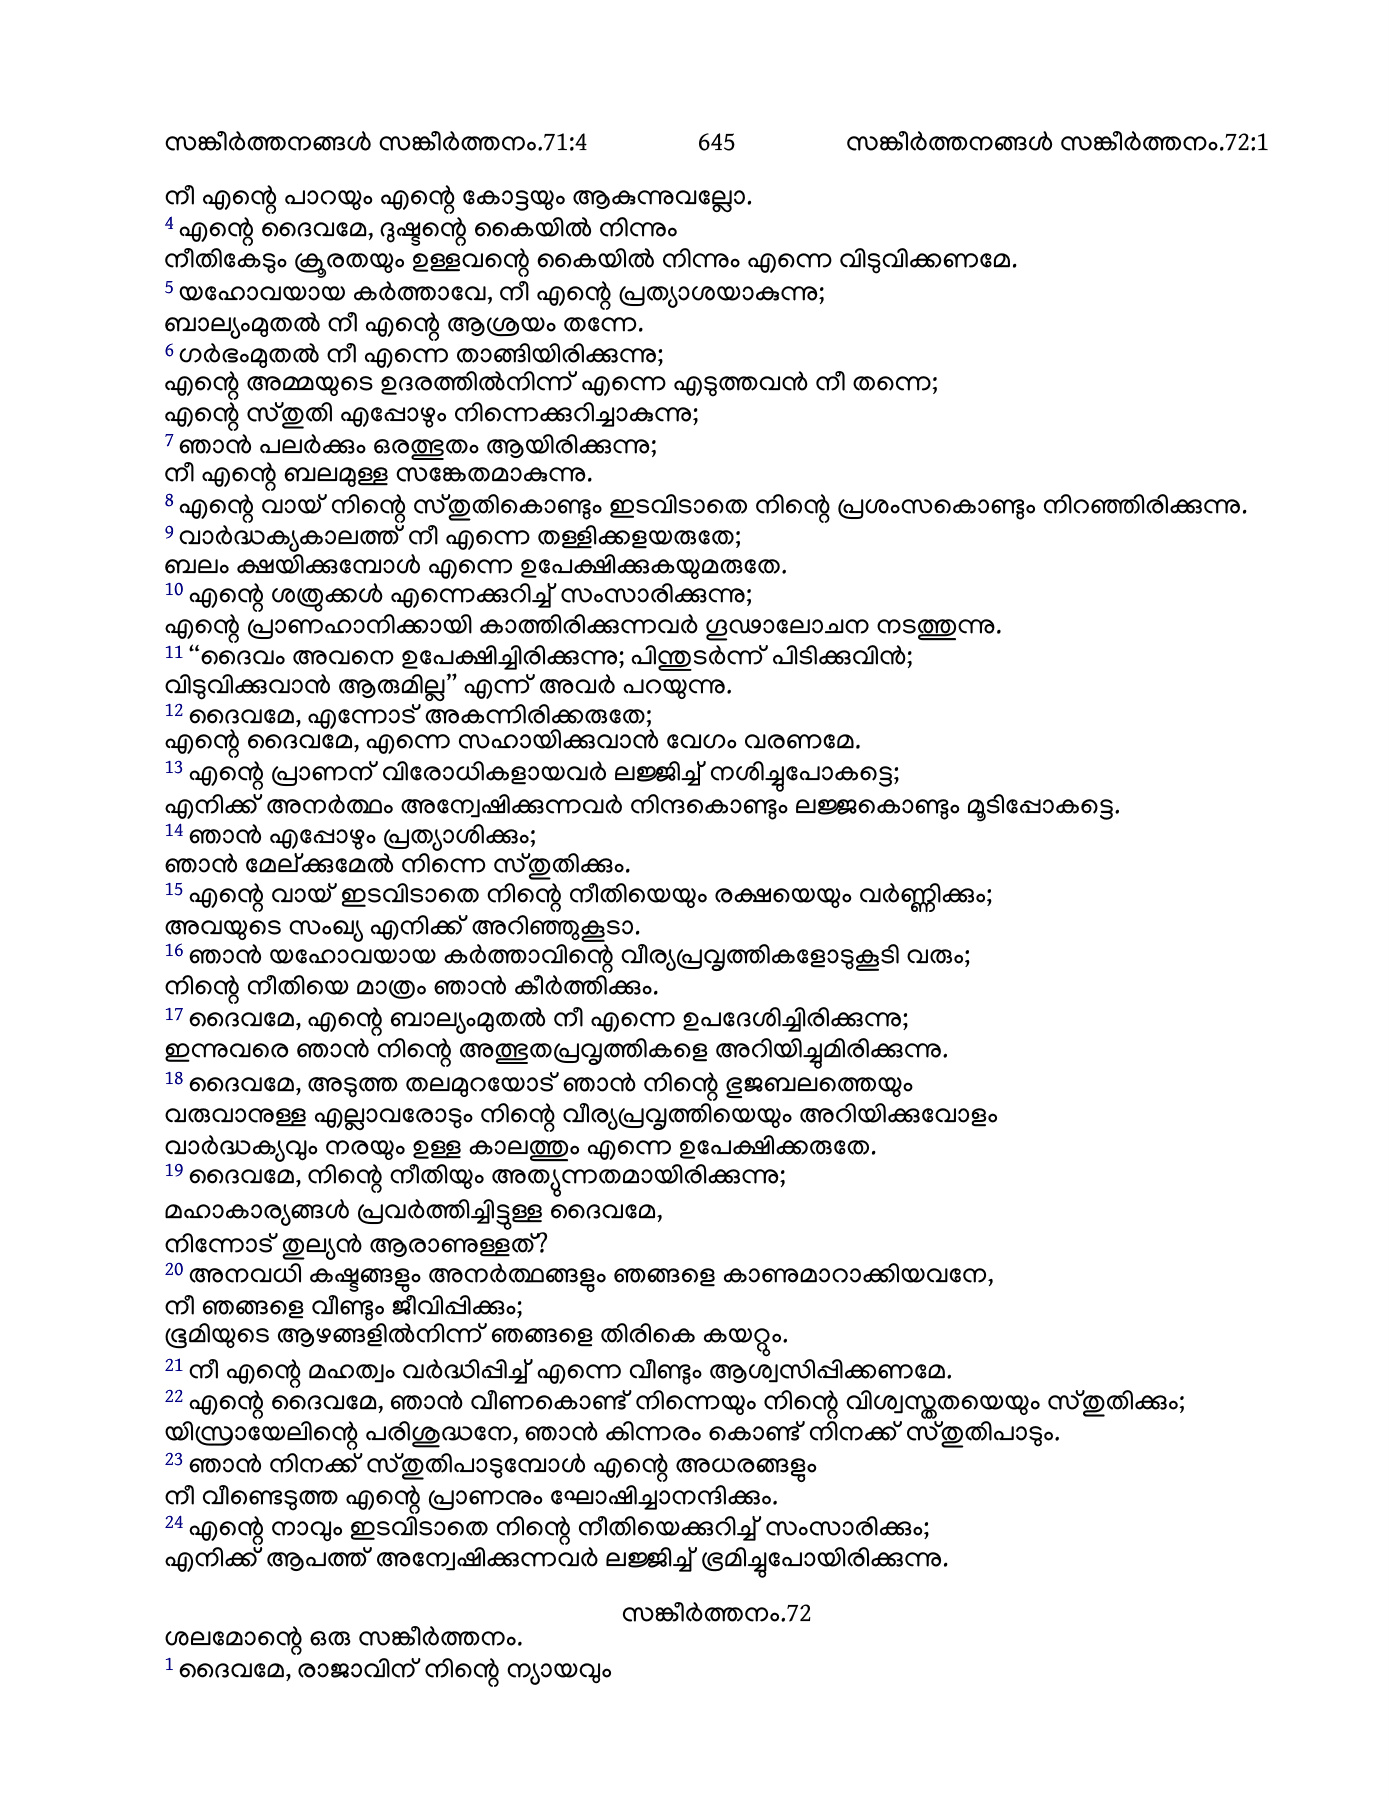 സങ്കീർത്തനങ്ങൾ സങ്കീർത്തനം.71:4 645 സങ്കീർത്തനങ്ങൾ സങ്കീർത്തനം.72:1
നീ എന്റെ പാറയും എന്റെ കോട്ടയും ആകുന്നുവല്ലോ.
4 എന്റെ ദൈവമേ, ദുഷ്ടന്റെ കൈയിൽ നിന്നും
നീതികേടും ക്രൂരതയും ഉള്ളവന്റെ കൈയിൽ നിന്നും എന്നെ വിടുവിക്കണമേ.
5 യഹോവയായ കർത്താവേ, നീ എന്റെ പ്രത്യാശയാകുന്നു;
ബാല്യംമുതൽ നീ എന്റെ ആശ്രയം തന്നേ.
6 ഗർഭംമുതൽ നീ എന്നെ താങ്ങിയിരിക്കുന്നു;
എന്റെ അമ്മയുടെ ഉദരത്തിൽനിന്ന് എന്നെ എടുത്തവൻ നീ തന്നെ;
എന്റെ സ്തുതി എപ്പോഴും നിന്നെക്കുറിച്ചാകുന്നു;
7 ഞാൻ പലർക്കും ഒരത്ഭുതം ആയിരിക്കുന്നു;
നീ എന്റെ ബലമുള്ള സങ്കേതമാകുന്നു.
8 എന്റെ വായ് നിന്റെ സ്തുതികൊണ്ടും ഇടവിടാതെ നിന്റെ പ്രശംസകൊണ്ടും നിറഞ്ഞിരിക്കുന്നു.
9 വാർദ്ധക്യകാലത്ത് നീ എന്നെ തള്ളിക്കളയരുതേ;
ബലം ക്ഷയിക്കുമ്പോൾ എന്നെ ഉപേക്ഷിക്കുകയുമരുതേ.
10 എന്റെ ശത്രുക്കൾ എന്നെക്കുറിച്ച് സംസാരിക്കുന്നു;
എന്റെ പ്രാണഹാനിക്കായി കാത്തിരിക്കുന്നവർ ഗൂഢാലോചന നടത്തുന്നു.
11 “ദൈവം അവനെ ഉപേക്ഷിച്ചിരിക്കുന്നു; പിന്തുടർന്ന് പിടിക്കുവിൻ;
വിടുവിക്കുവാൻ ആരുമില്ല” എന്ന് അവർ പറയുന്നു.
12 ദൈവമേ, എന്നോട് അകന്നിരിക്കരുതേ;
എന്റെ ദൈവമേ, എന്നെ സഹായിക്കുവാൻ വേഗം വരണമേ.
13 എന്റെ പ്രാണന് വിരോധികളായവർ ലജ്ജിച്ച് നശിച്ചുപോകട്ടെ;
എനിക്ക് അനർത്ഥം അന്വേഷിക്കുന്നവർ നിന്ദകൊണ്ടും ലജ്ജകൊണ്ടും മൂടിപ്പോകട്ടെ.
14 ഞാൻ എപ്പോഴും പ്രത്യാശിക്കും;
ഞാൻ മേല്ക്കുമേൽ നിന്നെ സ്തുതിക്കും.
15 എന്റെ വായ് ഇടവിടാതെ നിന്റെ നീതിയെയും രക്ഷയെയും വർണ്ണിക്കും;
അവയുടെ സംഖ്യ എനിക്ക് അറിഞ്ഞുകൂടാ.
16 ഞാൻ യഹോവയായ കർത്താവിന്റെ വീര്യപ്രവൃത്തികളോടുകൂടി വരും;
നിന്റെ നീതിയെ മാത്രം ഞാൻ കീർത്തിക്കും.
17 ദൈവമേ, എന്റെ ബാല്യംമുതൽ നീ എന്നെ ഉപദേശിച്ചിരിക്കുന്നു;
ഇന്നുവരെ ഞാൻ നിന്റെ അത്ഭുതപ്രവൃത്തികളെ അറിയിച്ചുമിരിക്കുന്നു.
18 ദൈവമേ, അടുത്ത തലമുറയോട് ഞാൻ നിന്റെ ഭുജബലത്തെയും
വരുവാനുള്ള എല്ലാവരോടും നിന്റെ വീര്യപ്രവൃത്തിയെയും അറിയിക്കുവോളം
വാർദ്ധക്യവും നരയും ഉള്ള കാലത്തും എന്നെ ഉപേക്ഷിക്കരുതേ.
19 ദൈവമേ, നിന്റെ നീതിയും അത്യുന്നതമായിരിക്കുന്നു;
മഹാകാര്യങ്ങൾ പ്രവർത്തിച്ചിട്ടുള്ള ദൈവമേ,
നിന്നോട് തുല്യൻ ആരാണുള്ളത്?
20 അനവധി കഷ്ടങ്ങളും അനർത്ഥങ്ങളും ഞങ്ങളെ കാണുമാറാക്കിയവനേ,
നീ ഞങ്ങളെ വീണ്ടും ജീവിപ്പിക്കും;
ഭൂമിയുടെ ആഴങ്ങളിൽനിന്ന് ഞങ്ങളെ തിരികെ കയറ്റും.
21 നീ എന്റെ മഹത്വം വർദ്ധിപ്പിച്ച് എന്നെ വീണ്ടും ആശ്വസിപ്പിക്കണമേ.
22 എന്റെ ദൈവമേ, ഞാൻ വീണകൊണ്ട് നിന്നെയും നിന്റെ വിശ്വസ്തതയെയും സ്തുതിക്കും;
യിസ്രായേലിന്റെ പരിശുദ്ധനേ, ഞാൻ കിന്നരം കൊണ്ട് നിനക്ക് സ്തുതിപാടും.
23 ഞാൻ നിനക്ക് സ്തുതിപാടുമ്പോൾ എന്റെ അധരങ്ങളും
നീ വീണ്ടെടുത്ത എന്റെ പ്രാണനും ഘോഷിച്ചാനന്ദിക്കും.
24 എന്റെ നാവും ഇടവിടാതെ നിന്റെ നീതിയെക്കുറിച്ച് സംസാരിക്കും;
എനിക്ക് ആപത്ത് അന്വേഷിക്കുന്നവർ ലജ്ജിച്ച് ഭ്രമിച്ചുപോയിരിക്കുന്നു.
സങ്കീർത്തനം.72
ശലമോന്റെ ഒരു സങ്കീർത്തനം.
1 ദൈവമേ, രാജാവിന് നിന്റെ ന്യായവും